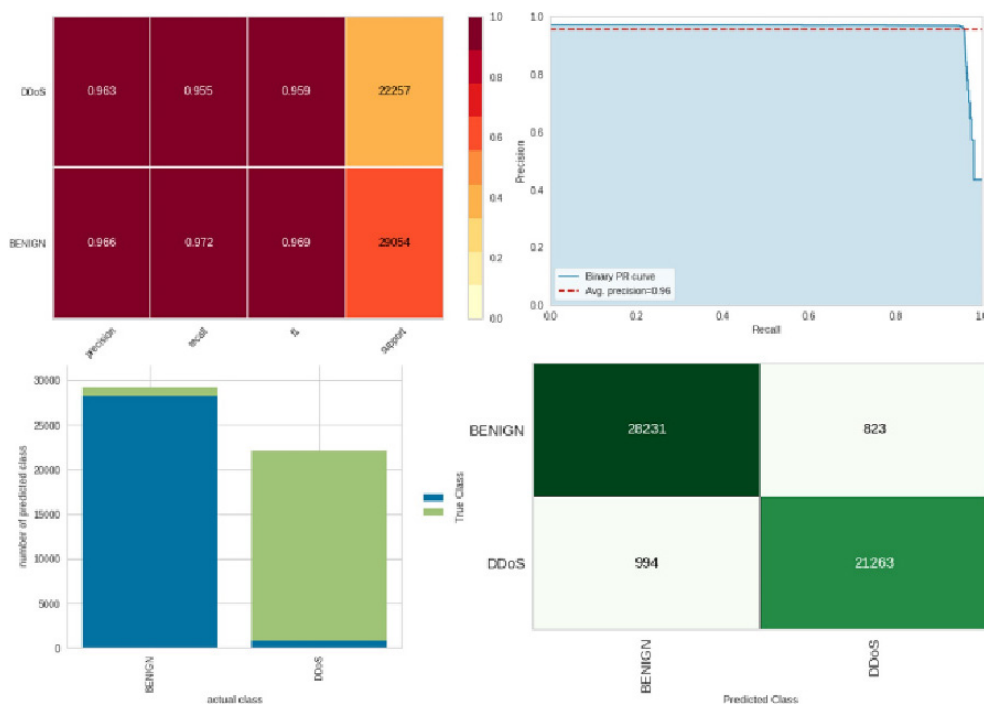 DDoS 0.963 0.955 0.959 22257
BENIGN 0.966 0.972 0.969 29054
precision recall f1 support
1.0
0.8
0.6
0.4
0.2
0.0
Precision
1.0
0.8
0.6
0.4
0.2
0.0
Binary PR curve
Avg. precision=0.96
0.0 0.2 0.4 0.6 0.8 1.0
Recall
number of predicted class
30000
25000
20000
15000
10000
5000
0
BENIGN DDoS
actual class
True Class
BENIGN 28231 823
DDoS 994 21263
BENIGN DDoS
Predicted Class